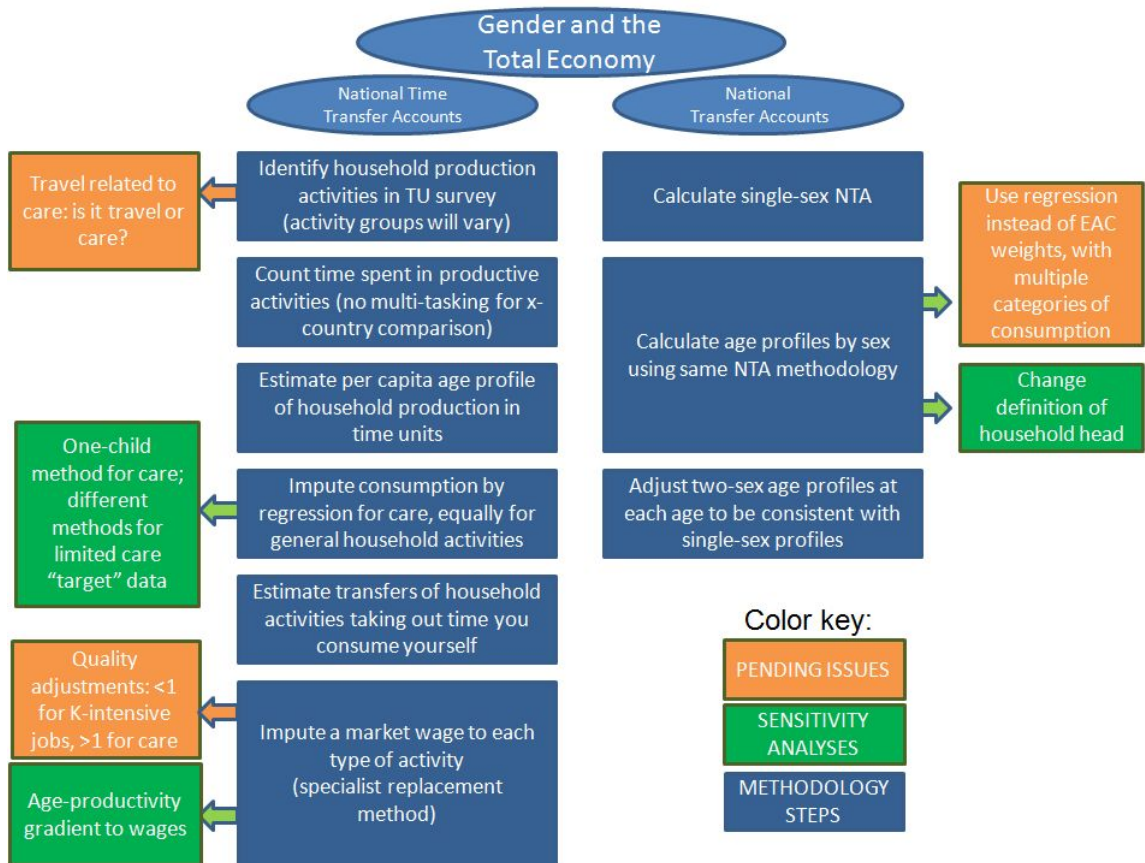 Gender and the
Total Economy
National Time
Transfer Accounts
National
Transfer Accounts
Travel related to
care: is it travel or
care?
Identify household production
activities in TU survey
(activity groups will vary)
Calculate single-sex NTA
Use regression
instead of EAC
weights, with
multiple
categories of
consumption
Count time spent in productive
activities (no multi-tasking for x-
country comparison)
Calculate age profiles by sex
using same NTA methodology
Estimate per capita age profile
of household production in
time units
Change
definition of
household head
One-child
method for care;
different
methods for
limited care
“target” data
Impute consumption by
regression for care, equally for
general household activities
Adjust two-sex age profiles at
each age to be consistent with
single-sex profiles
Estimate transfers of household
activities taking out time you
consume yourself
Quality
adjustments: <1
for K-intensive
jobs, >1 for care
Impute a market wage to each
type of activity
(specialist replacement
method)
Age-productivity
gradient to wages
Color key:
PENDING ISSUES
SENSITIVITY
ANALYSES
METHODOLOGY
STEPS